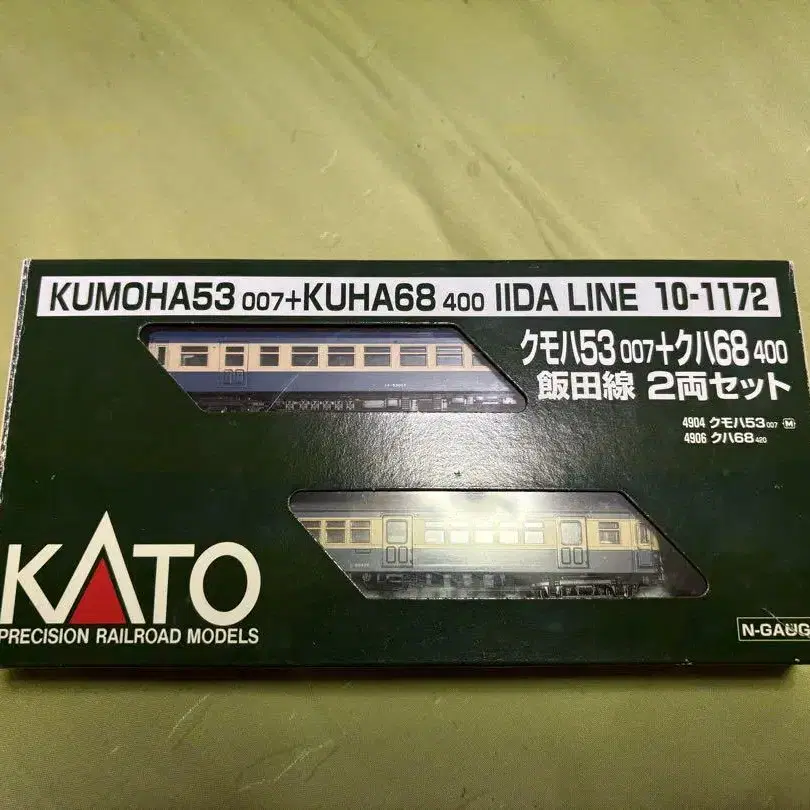 KUMOHA53 007+KUHA68 400 IIDA LINE 10-1172
クモハ53 007+クハ68 400
飯田線 2両セット
4904 クモハ53 007 M
4906 クハ68 420
KATO
PRECISION RAILROAD MODELS
N-GAUG